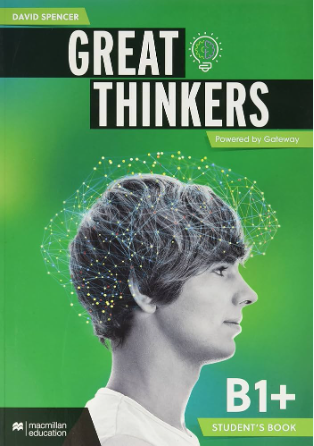 DAVID SPENCER
GREAT
THINKERS
Powered by Gateway
B1+
STUDENT'S BOOK
macmillan
education